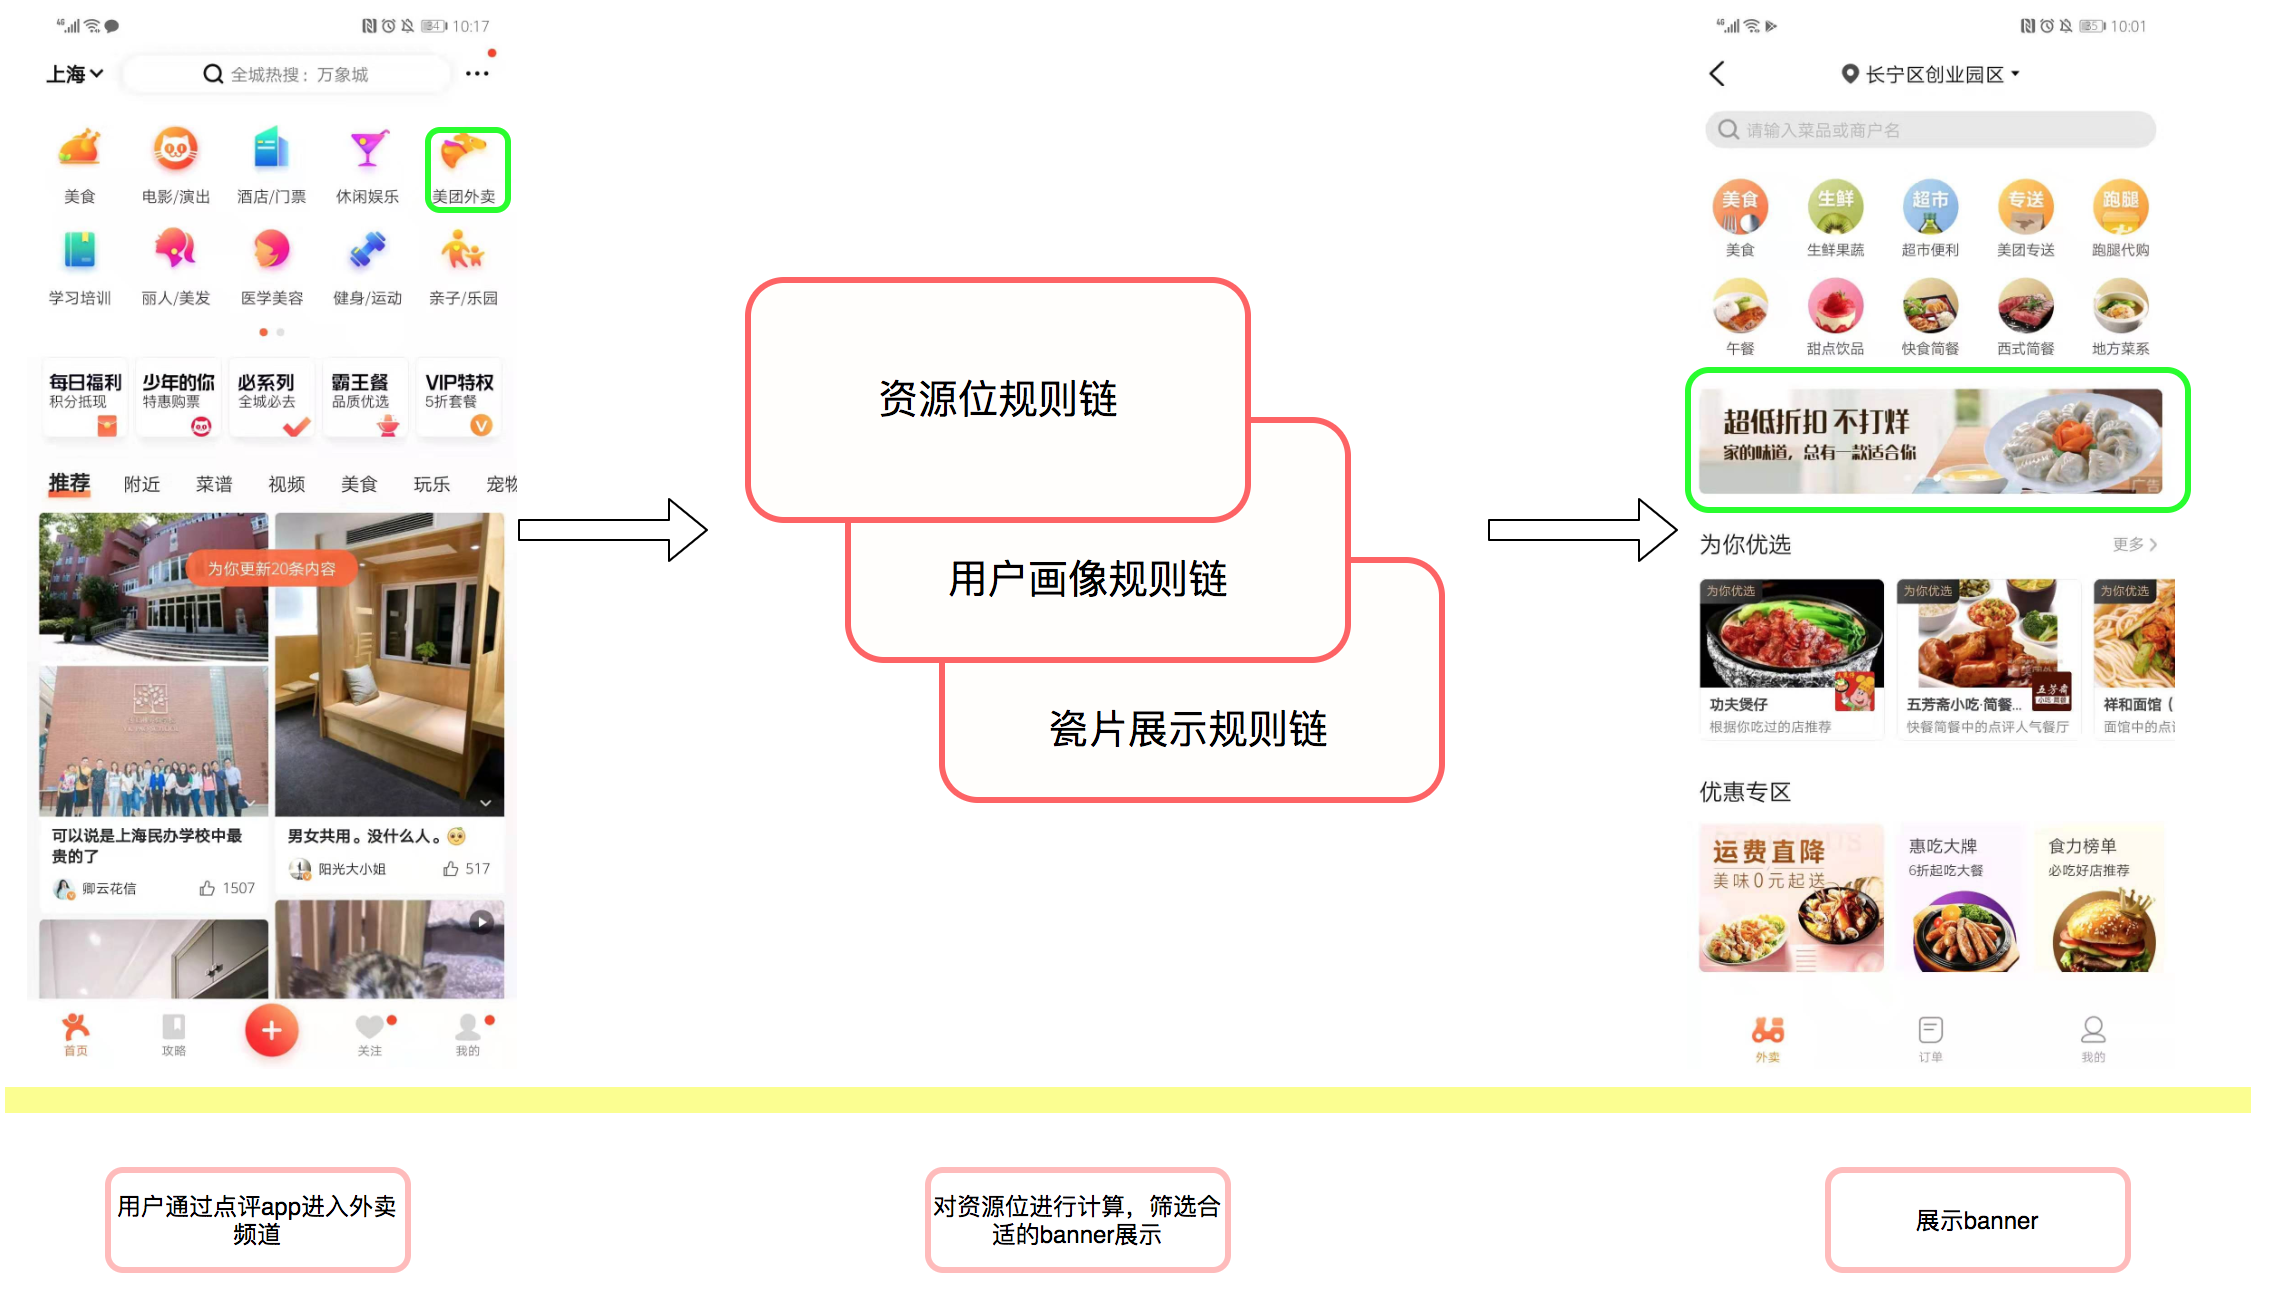 10:17
上海
全城热搜：万象城
美食
电影/演出
酒店/门票
休闲娱乐
美团外卖
学习培训
丽人/美发
医学美容
健身/运动
亲子/乐园
每日福利
积分抵现
少年的你
特惠购票
必系列
全城必去
霸王餐
品质优选
VIP特权
5折套餐
推荐
附近
菜谱
视频
美食
玩乐
宠物
为你更新20条内容
可以说是上海民办学校中最
贵的了
卿云花信
1507
男女共用。没什么人。
阳光大小姐
517
首页
攻略
关注
我的
资源位规则链
用户画像规则链
瓷片展示规则链
10:01
长宁区创业园区
请输入菜品或商户名
美食
生鲜
超市
专送
跑腿
美食
生鲜果蔬
超市便利
美团专送
跑腿代购
午餐
甜点饮品
快食简餐
西式简餐
地方菜系
超低折扣 不打烊
家的味道，总有一款适合你
广告
为你优选
更多
为你优选
为你优选
为你优选
功夫煲仔
根据你吃过的店推荐
五芳斋
五芳斋小吃·简餐...
快餐简餐中的点评人气餐厅
祥和面馆（
面馆中的点评
优惠专区
运费直降
美味0元起送
惠吃大牌
6折起吃大餐
食力榜单
必吃好店推荐
外卖
订单
我的
用户通过点评app进入外卖
频道
对资源位进行计算，筛选合
适的banner展示
展示banner